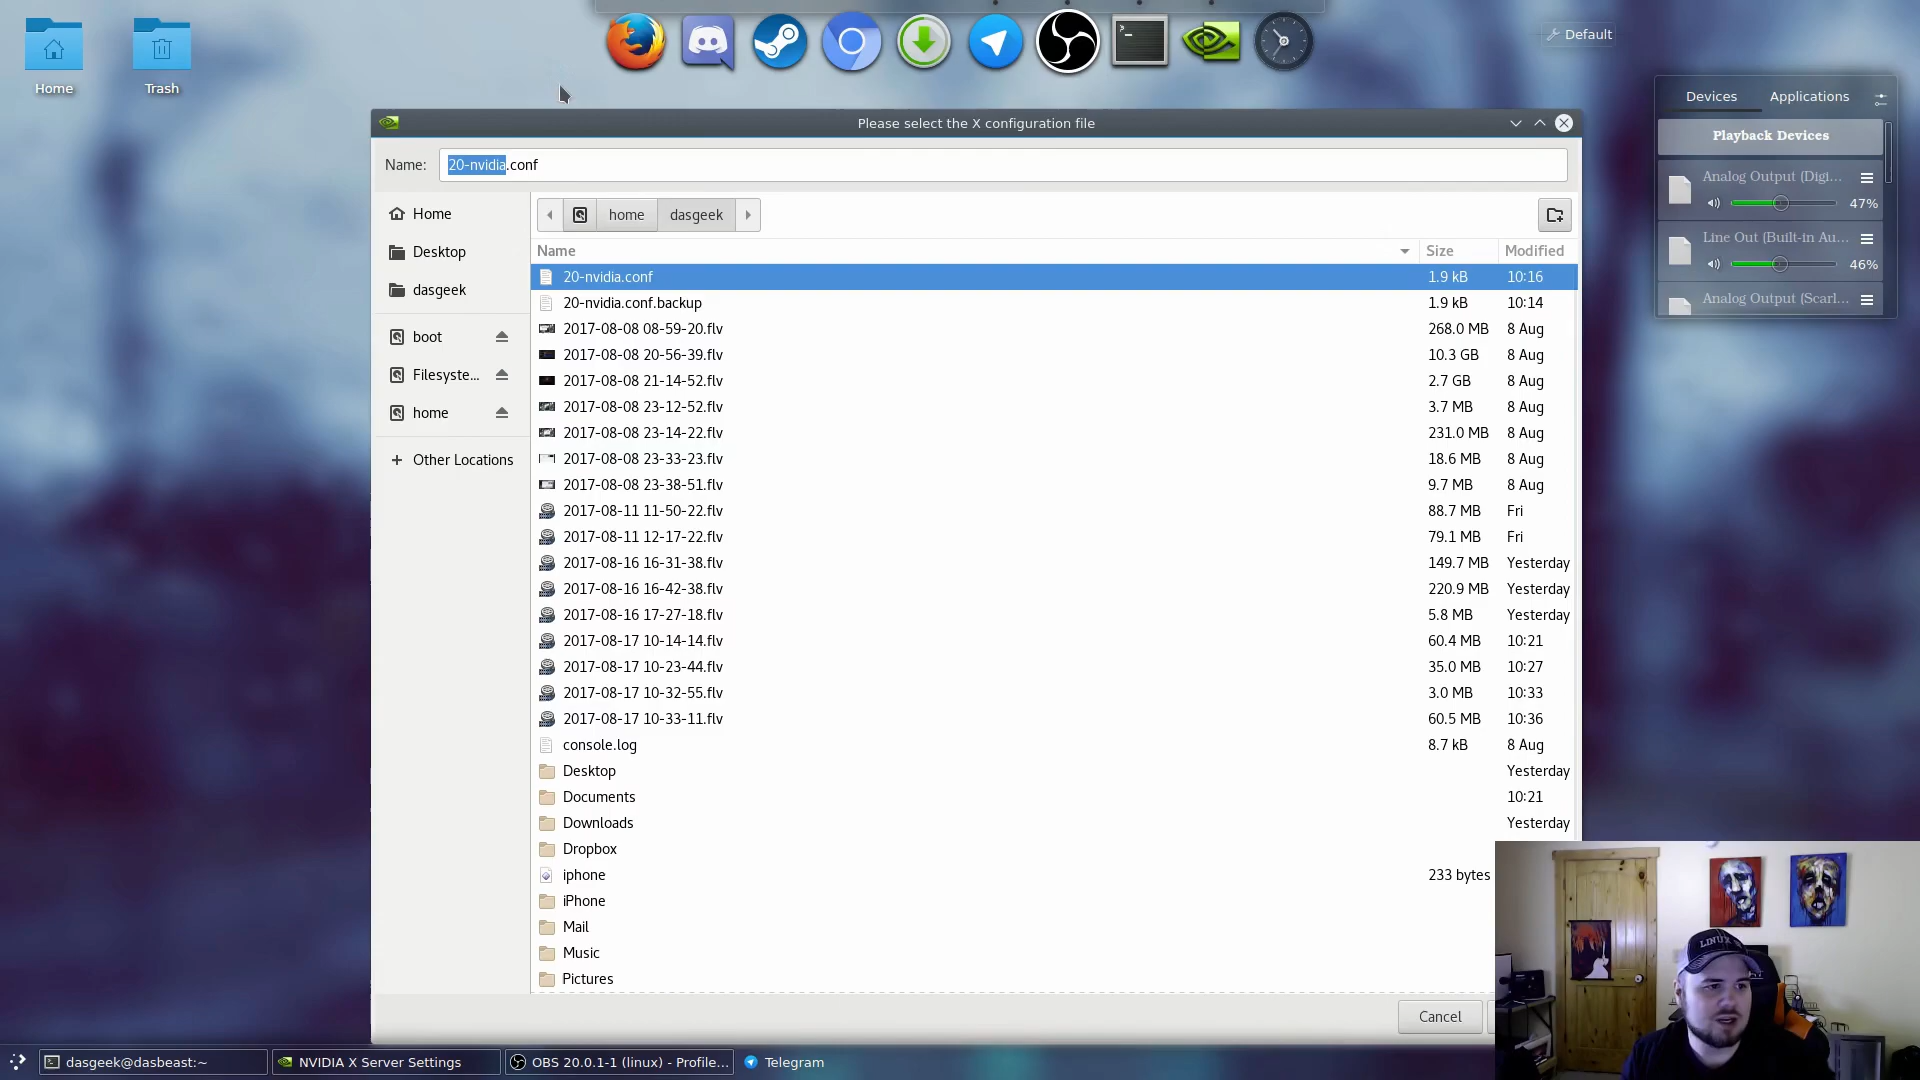 Home
Trash
Default
Devices
Applications
Playback Devices
Analog Output (Digi...
47%
Line Out (Built-in Au...
46%
Analog Output (Scarl...
Please select the X configuration file
Name:
20-nvidia.conf
Home
Desktop
dasgeek
boot
Filesyste...
home
+ Other Locations
home
dasgeek
Name
Size
Modified
20-nvidia.conf 1.9 kB 10:16
20-nvidia.conf.backup 1.9 kB 10:14
2017-08-08 08-59-20.flv 268.0 MB 8 Aug
2017-08-08 20-56-39.flv 10.3 GB 8 Aug
2017-08-08 21-14-52.flv 2.7 GB 8 Aug
2017-08-08 23-12-52.flv 3.7 MB 8 Aug
2017-08-08 23-14-22.flv 231.0 MB 8 Aug
2017-08-08 23-33-23.flv 18.6 MB 8 Aug
2017-08-08 23-38-51.flv 9.7 MB 8 Aug
2017-08-11 11-50-22.flv 88.7 MB Fri
2017-08-11 12-17-22.flv 79.1 MB Fri
2017-08-16 16-31-38.flv 149.7 MB Yesterday
2017-08-16 16-42-38.flv 220.9 MB Yesterday
2017-08-16 17-27-18.flv 5.8 MB Yesterday
2017-08-17 10-14-14.flv 60.4 MB 10:21
2017-08-17 10-23-44.flv 35.0 MB 10:27
2017-08-17 10-32-55.flv 3.0 MB 10:33
2017-08-17 10-33-11.flv 60.5 MB 10:36
console.log 8.7 kB 8 Aug
Desktop Yesterday
Documents 10:21
Downloads Yesterday
Dropbox
iphone 233 bytes
iPhone
Mail
Music
Pictures
Cancel
LINUX
dasgeek@dasbeast:~
NVIDIA X Server Settings
OBS 20.0.1-1 (linux) - Profile...
Telegram